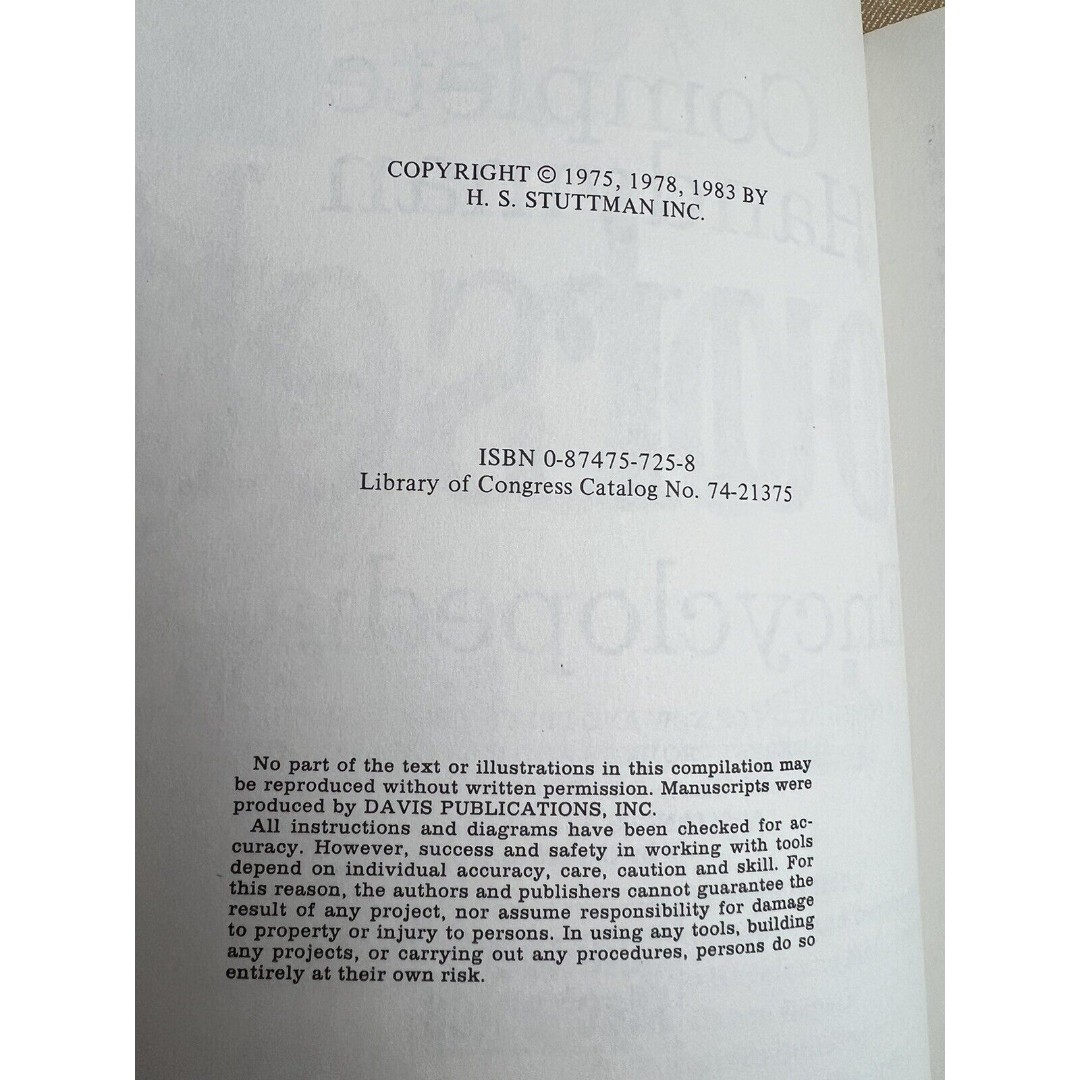 COPYRIGHT © 1975, 1978, 1983 BY
H. S. STUTTMAN INC.
ISBN 0-87475-725-8
Library of Congress Catalog No. 74-21375
No part of the text or illustrations in this compilation may
be reproduced without written permission. Manuscripts were
produced by DAVIS PUBLICATIONS, INC.
All instructions and diagrams have been checked for ac-
curacy. However, success and safety in working with tools
depend on individual accuracy, care, caution and skill. For
this reason, the authors and publishers cannot guarantee the
result of any project, nor assume responsibility for damage
to property or injury to persons. In using any tools, building
any projects, or carrying out any procedures, persons do so
entirely at their own risk.